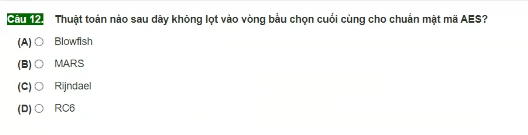 Câu 12. Thuật toán nào sau dây không lọt vào vòng bầu chọn cuối cùng cho chuẩn mật mã AES?
(A) Blowfish
(B) MARS
(C) Rijndael
(D) RC6